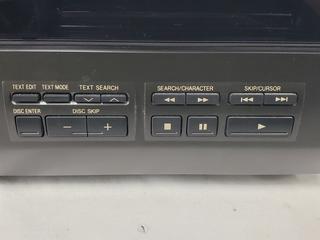 TEXT EDIT TEXT MODE TEXT SEARCH SEARCH/CHARACTER SKIP/CURSOR
DISC ENTER DISC SKIP